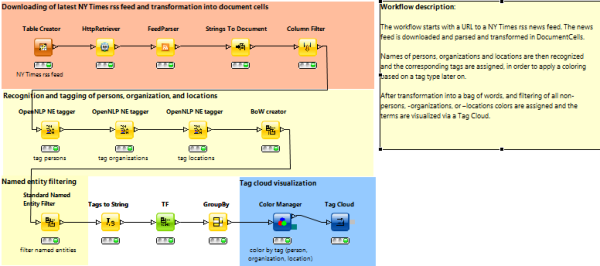 Downloading of latest NY Times rss feed and transformation into document cells
Table Creator HttpRetriever FeedParser Strings To Document Column Filter
NY Times rss feed
Recognition and tagging of persons, organization, and locations
OpenNLP NE tagger OpenNLP NE tagger OpenNLP NE tagger BoW creator
tag persons tag organizations tag locations
Named entity filtering
Tag cloud visualization
Standard Named
Entity Filter Tags to String TF GroupBy Color Manager Tag Cloud
filter named entities
color by tag (person,
organization, location)
Workflow description:
The workflow starts with a URL to a NY Times rss news feed. The news
feed is downloaded and parsed and transformed in DocumentCells.
Names of persons, organizations and locations are then recognized
and the corresponding tags are assigned, in order to apply a coloring
based on a tag type later on.
After transformation into a bag of words, and filtering of all non-
persons, -organizations, or –locations colors are assigned and the
terms are visualized via a Tag Cloud.